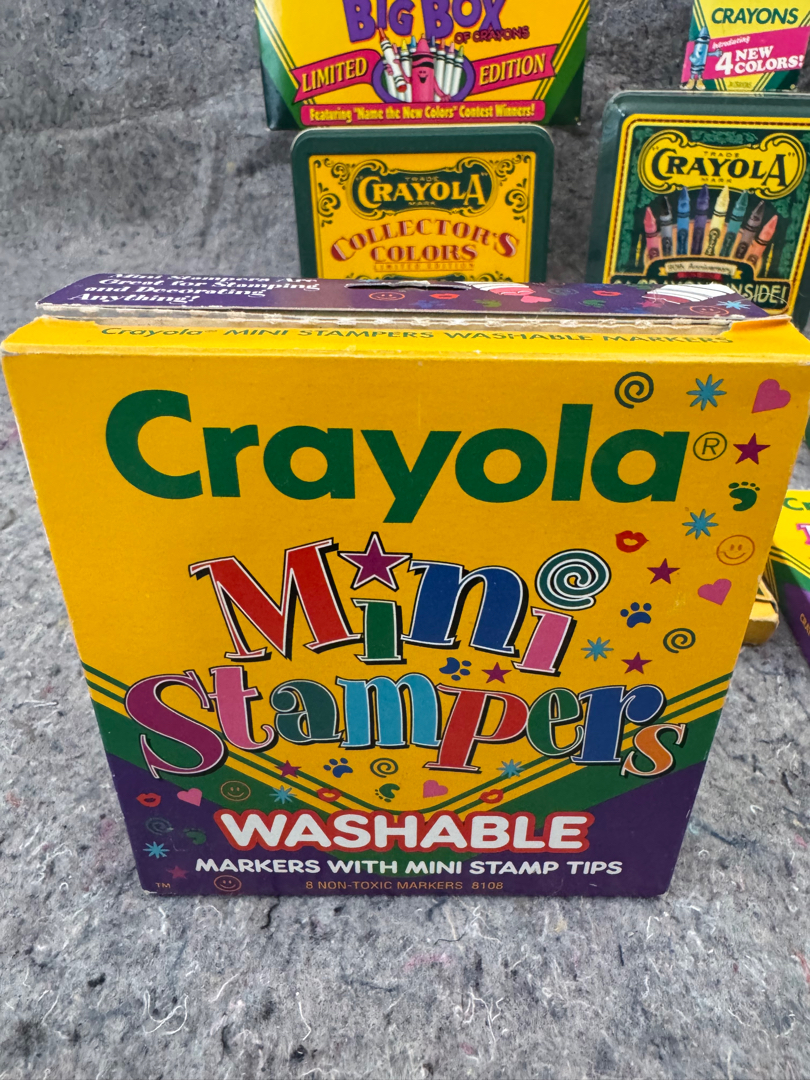 BIG BOX
OF CRAYONS
LIMITED EDITION
Featuring "Name the New Colors" Contest Winners!
CRAYONS
Introducing
4 NEW
COLORS!
TRADE
"CRAYOLA"
MARK
COLLECTOR'S
COLORS
LIMITED EDITION
TRADE
"CRAYOLA"
MARK
90th Anniversary
INSIDE!
Mini Stampers Are
Great for Stamping
and Decorating
Anything!
Crayola MINI STAMPERS WASHABLE MARKERS
Crayola®
Mini
Stampers
WASHABLE
MARKERS WITH MINI STAMP TIPS
TM
8 NON-TOXIC MARKERS 8108